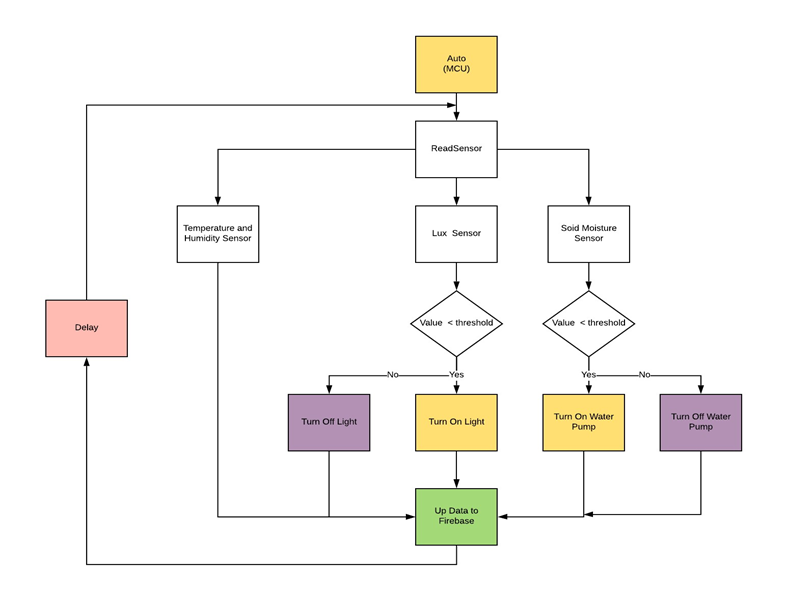 Auto
(MCU)
ReadSensor
Temperature and
Humidity Sensor
Lux Sensor
Soid Moisture
Sensor
Delay
Value < threshold
Value < threshold
No
Yes
Yes
No
Turn Off Light
Turn On Light
Turn On Water
Pump
Turn Off Water
Pump
Up Data to
Firebase